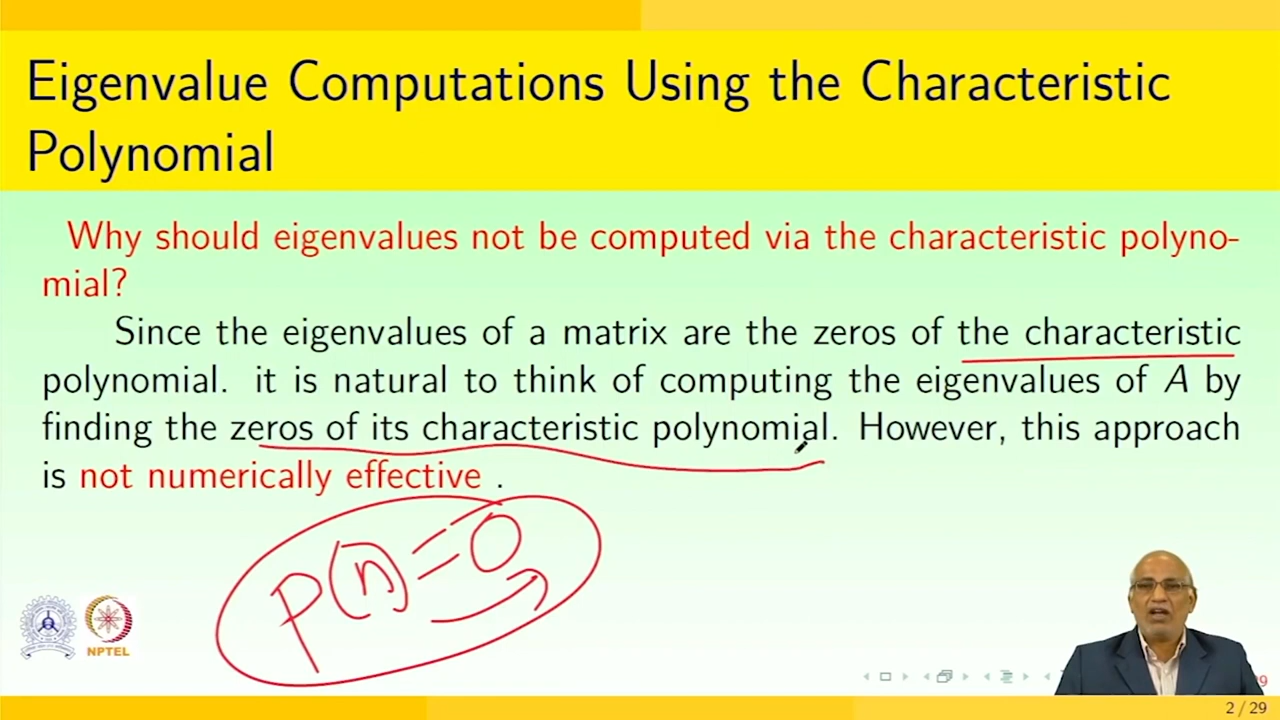 Eigenvalue Computations Using the Characteristic
Polynomial
Why should eigenvalues not be computed via the characteristic polyno-
mial?
Since the eigenvalues of a matrix are the zeros of the characteristic
polynomial. it is natural to think of computing the eigenvalues of A by
finding the zeros of its characteristic polynomial. However, this approach
is not numerically effective .
P(n)=0
NPTEL
2 / 29